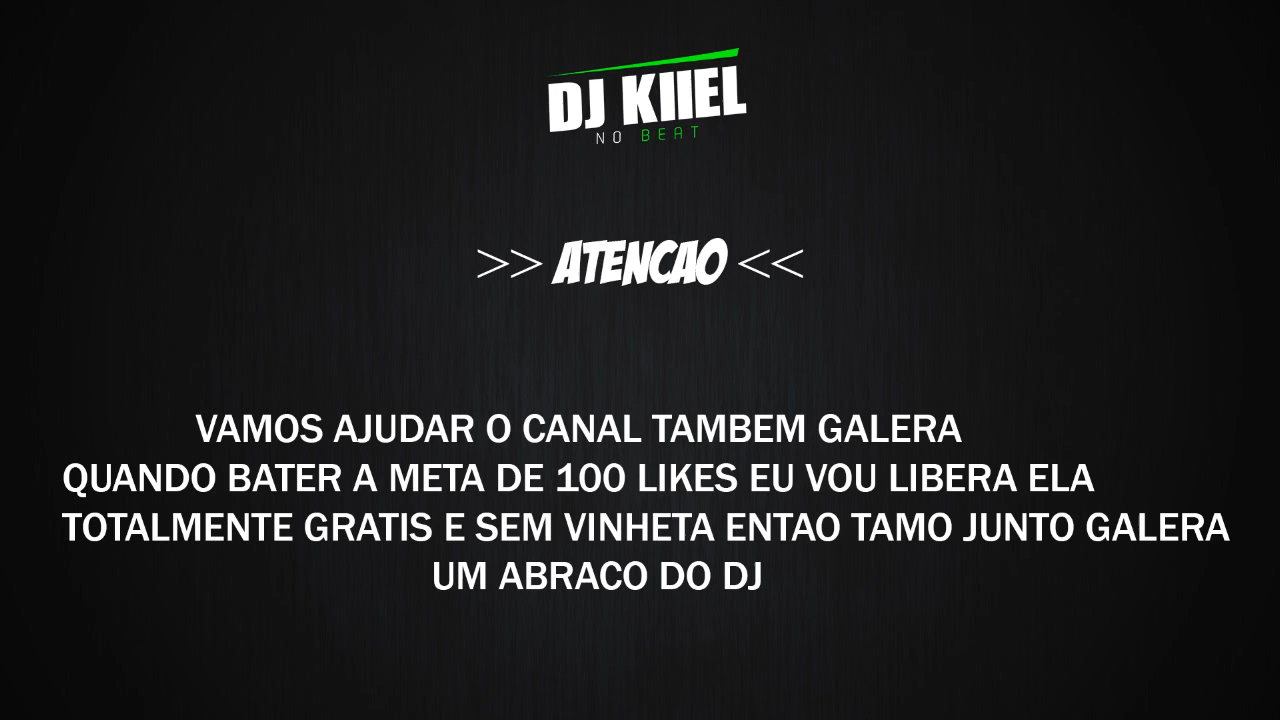 DJ KIIEL
NO BEAT
>> ATENCAO <<
VAMOS AJUDAR O CANAL TAMBEM GALERA
QUANDO BATER A META DE 100 LIKES EU VOU LIBERA ELA
TOTALMENTE GRATIS E SEM VINHETA ENTAO TAMO JUNTO GALERA
UM ABRACO DO DJ